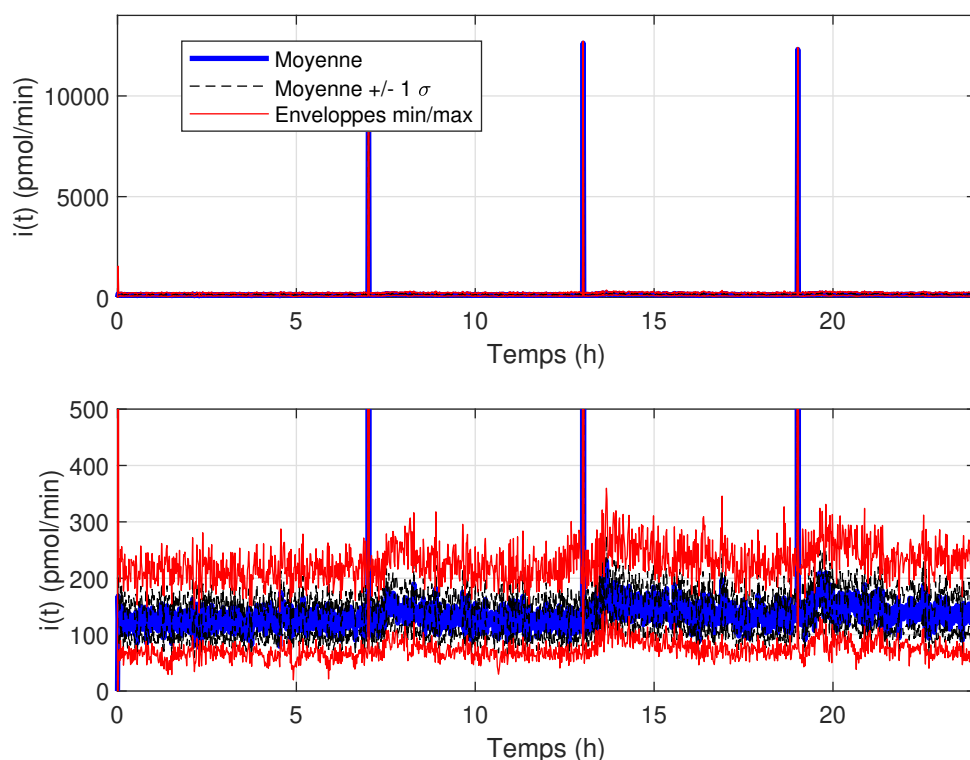 i(t) (pmol/min)
10000
5000
0
Moyenne
Moyenne +/- 1 σ
Enveloppes min/max
0 5 10 15 20
Temps (h)
i(t) (pmol/min)
500
400
300
200
100
0
0 5 10 15 20
Temps (h)